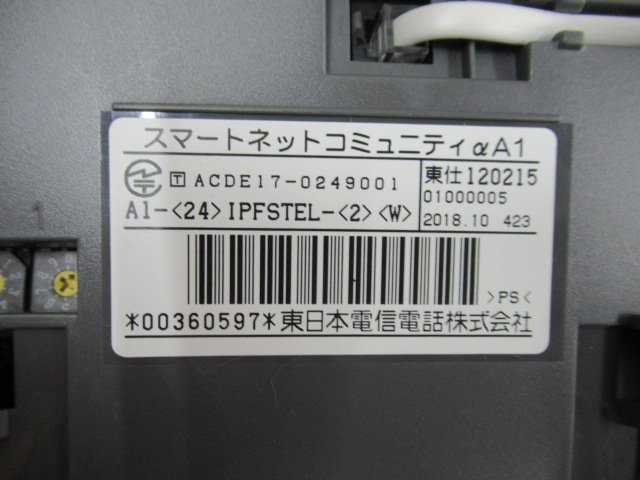 スマートネットコミュニティαA1
T ACDE17-0249001
東仕120215
01000005
A1-<24>IPFSTEL-<2><W>
2018.10 423
>PS<
*00360597*東日本電信電話株式会社